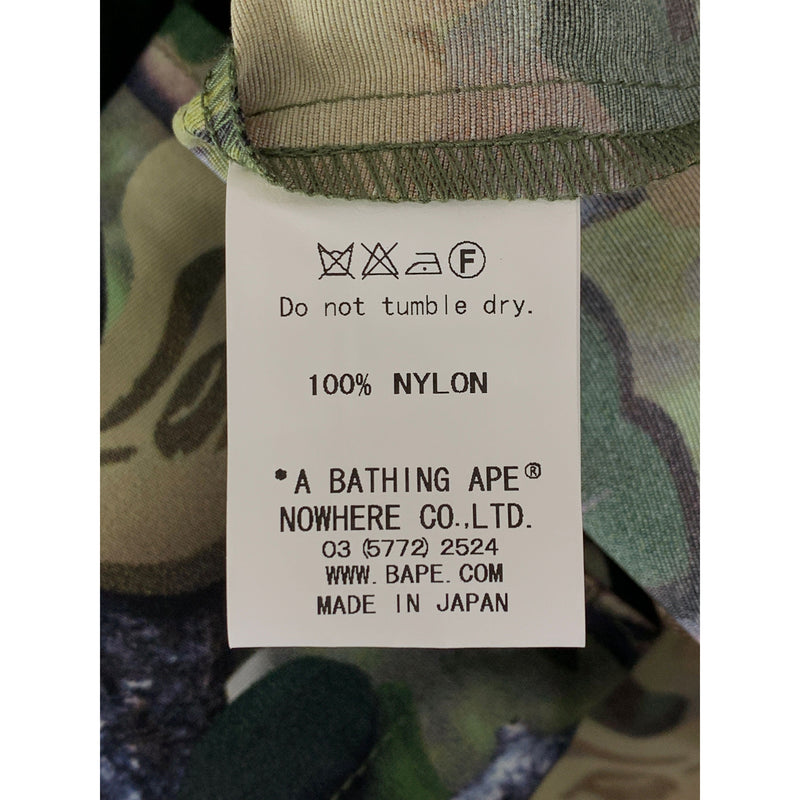 F
Do not tumble dry.
100% NYLON
*A BATHING APE®
NOWHERE CO.,LTD.
03 (5772) 2524
WWW.BAPE.COM
MADE IN JAPAN